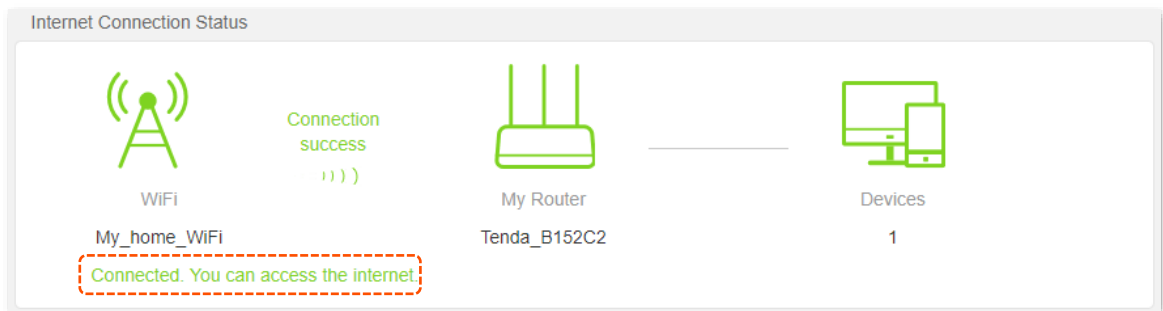 Internet Connection Status
Connection
success
WiFi
My Router
Devices
My_home_WiFi
Tenda_B152C2
1
Connected. You can access the internet.